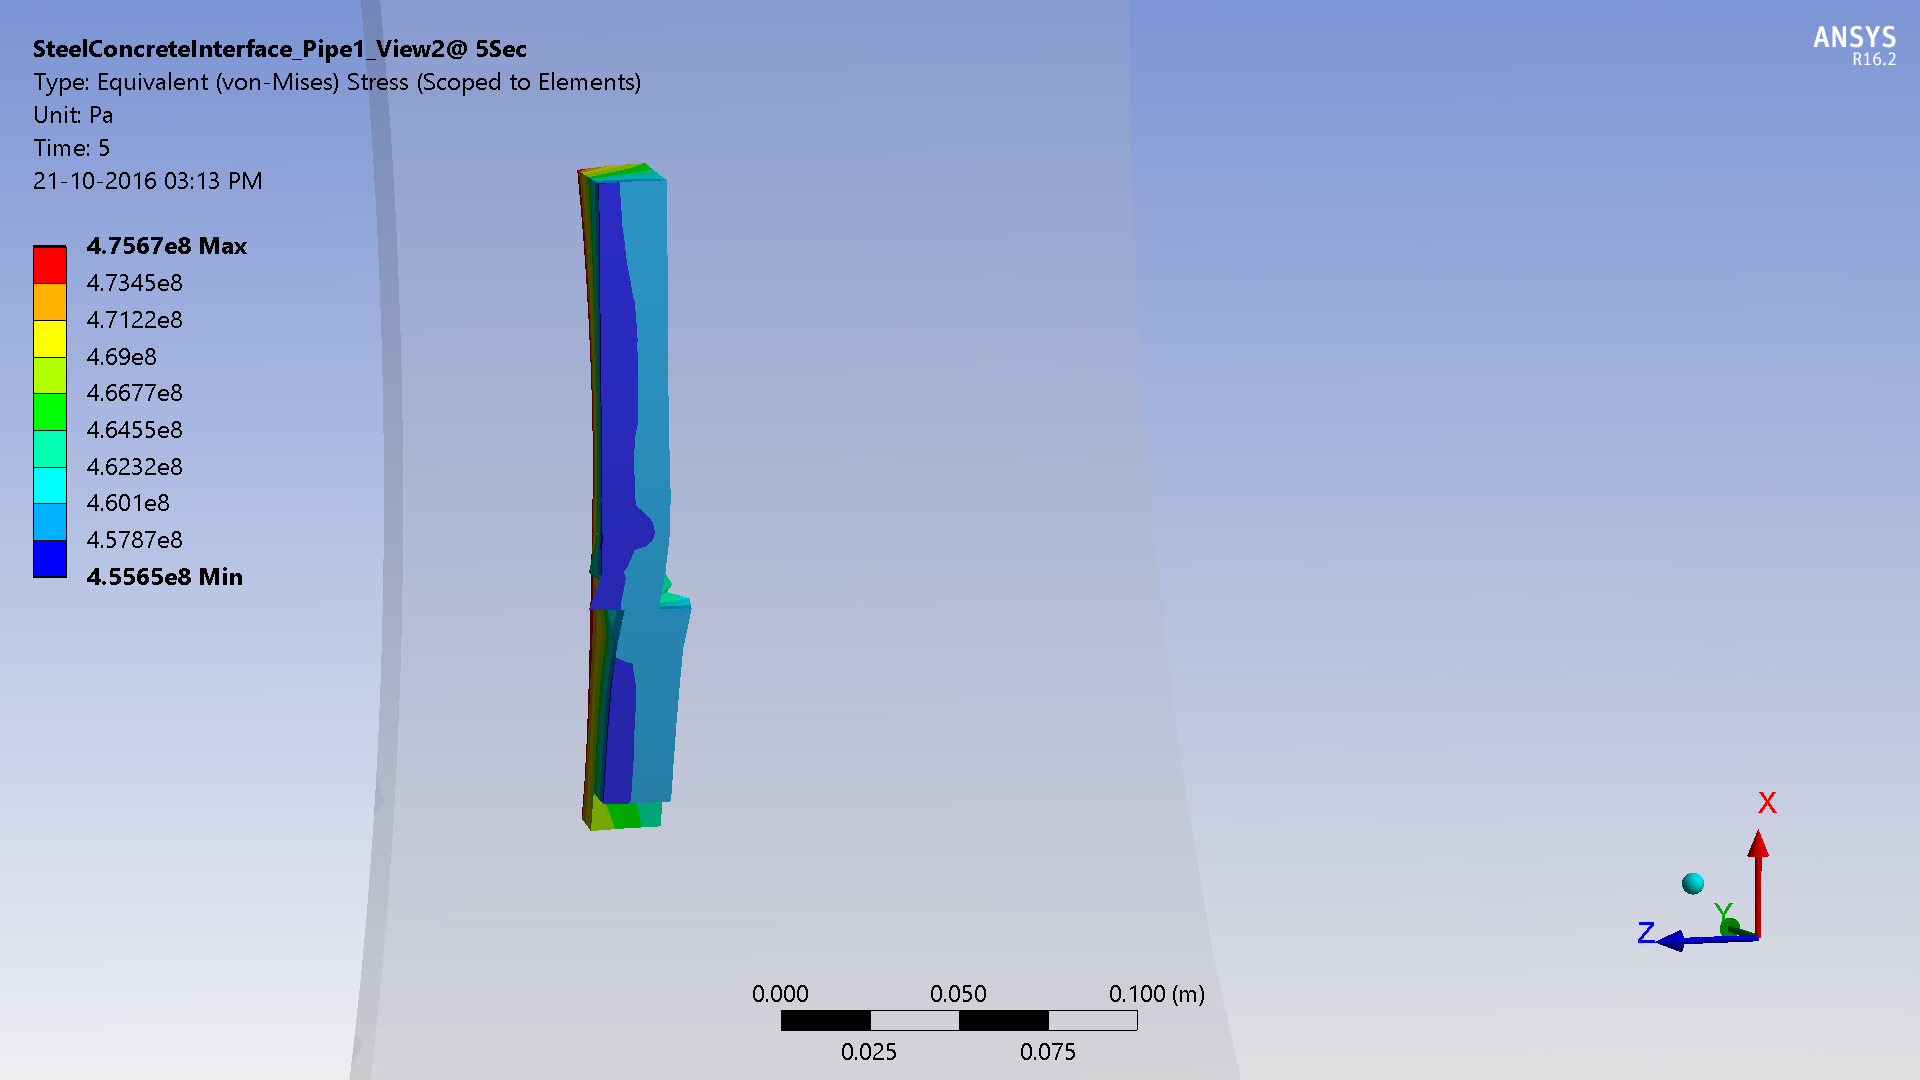 SteelConcreteInterface_Pipe1_View2@ 5Sec
Type: Equivalent (von-Mises) Stress (Scoped to Elements)
Unit: Pa
Time: 5
21-10-2016 03:13 PM
ANSYS
R16.2
4.7567e8 Max
4.7345e8
4.7122e8
4.69e8
4.6677e8
4.6455e8
4.6232e8
4.601e8
4.5787e8
4.5565e8 Min
X
Y
Z
0.000 0.050 0.100 (m)
0.025 0.075